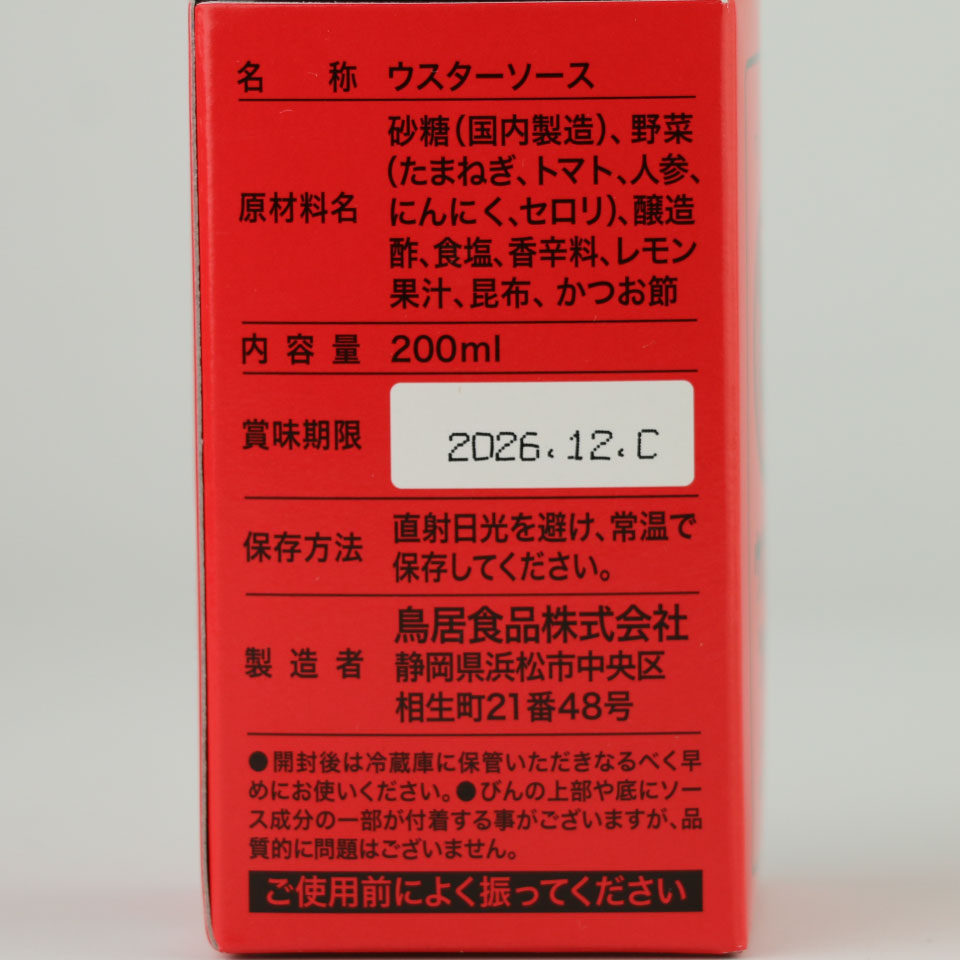 名称 ウスターソース
原材料名 砂糖(国内製造)、野菜
(たまねぎ、トマト、人参、
にんにく、セロリ)、醸造
酢、食塩、香辛料、レモン
果汁、昆布、かつお節
内容量 200ml
賞味期限 2026.12.C
保存方法 直射日光を避け、常温で
保存してください。
製造者 鳥居食品株式会社
静岡県浜松市中央区
相生町21番48号
●開封後は冷蔵庫に保管いただきなるべく早
めにお使いください。●びんの上部や底にソー
ス成分の一部が付着する事がございますが、品
質的に問題はございません。
ご使用前によく振ってください